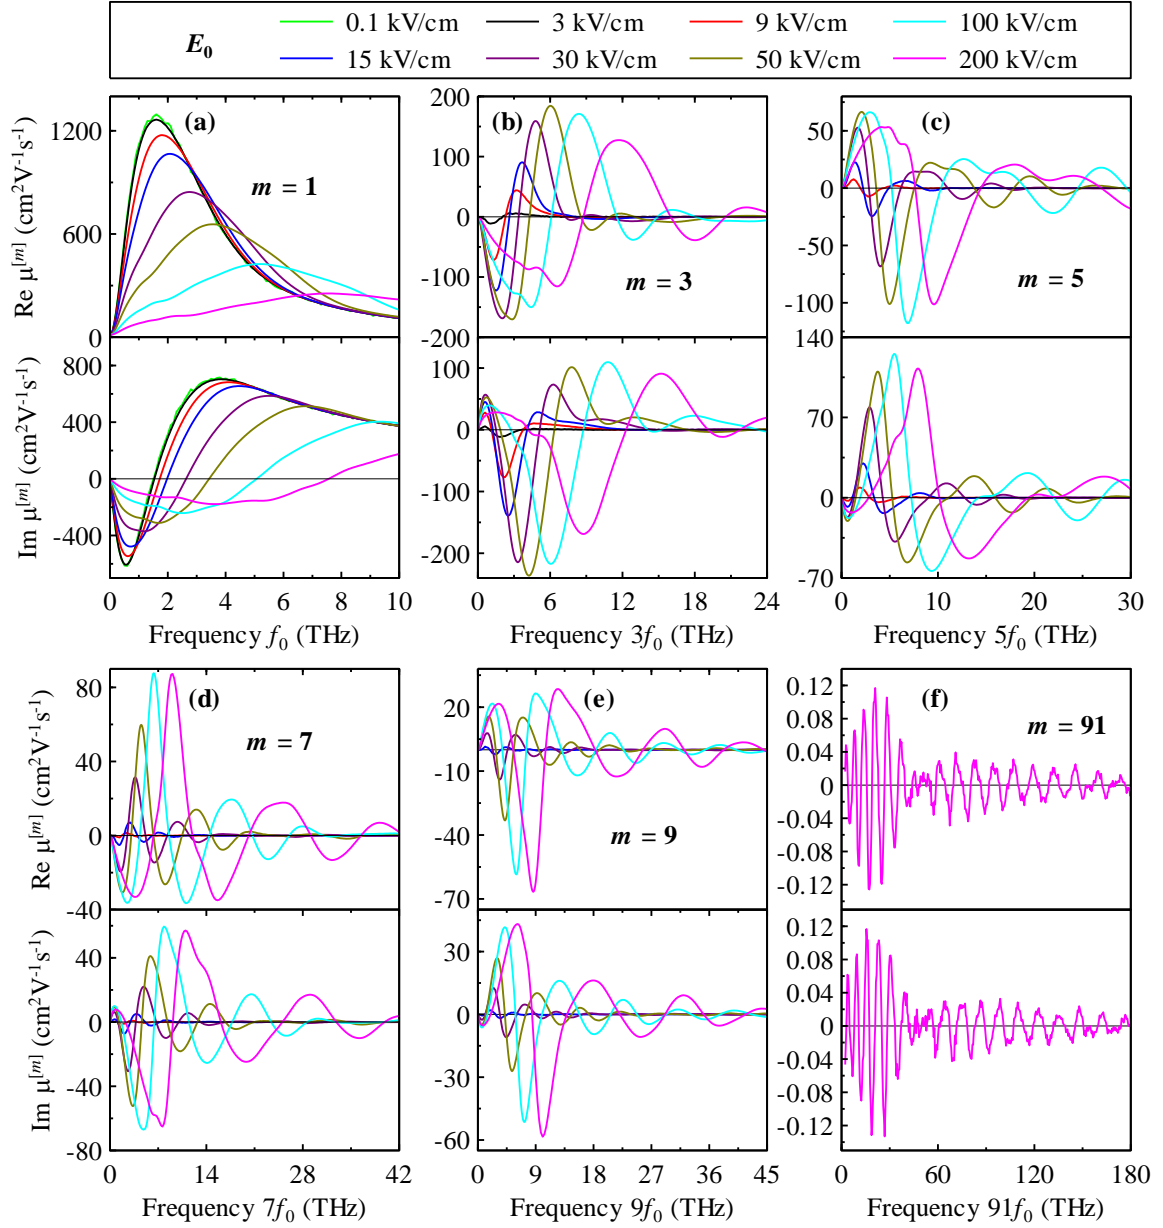 E₀
0.1 kV/cm 3 kV/cm 9 kV/cm 100 kV/cm
15 kV/cm 30 kV/cm 50 kV/cm 200 kV/cm
(a) m = 1
Re μ[m] (cm²V⁻¹s⁻¹)
1200
600
0
Im μ[m] (cm²V⁻¹s⁻¹)
800
400
0
-400
0 2 4 6 8 10
Frequency f₀ (THz)
(b) m = 3
200
100
0
-100
-200
100
0
-100
-200
0 6 12 18 24
Frequency 3f₀ (THz)
(c) m = 5
50
0
-50
-100
140
70
0
-70
0 10 20 30
Frequency 5f₀ (THz)
(d) m = 7
Re μ[m] (cm²V⁻¹s⁻¹)
80
40
0
-40
Im μ[m] (cm²V⁻¹s⁻¹)
40
0
-40
-80
0 14 28 42
Frequency 7f₀ (THz)
(e) m = 9
20
-10
-40
-70
30
0
-30
-60
0 9 18 27 36 45
Frequency 9f₀ (THz)
(f) m = 91
0.12
0.08
0.04
0
-0.04
-0.08
-0.12
0.12
0.08
0.04
0
-0.04
-0.08
-0.12
0 60 120 180
Frequency 91f₀ (THz)